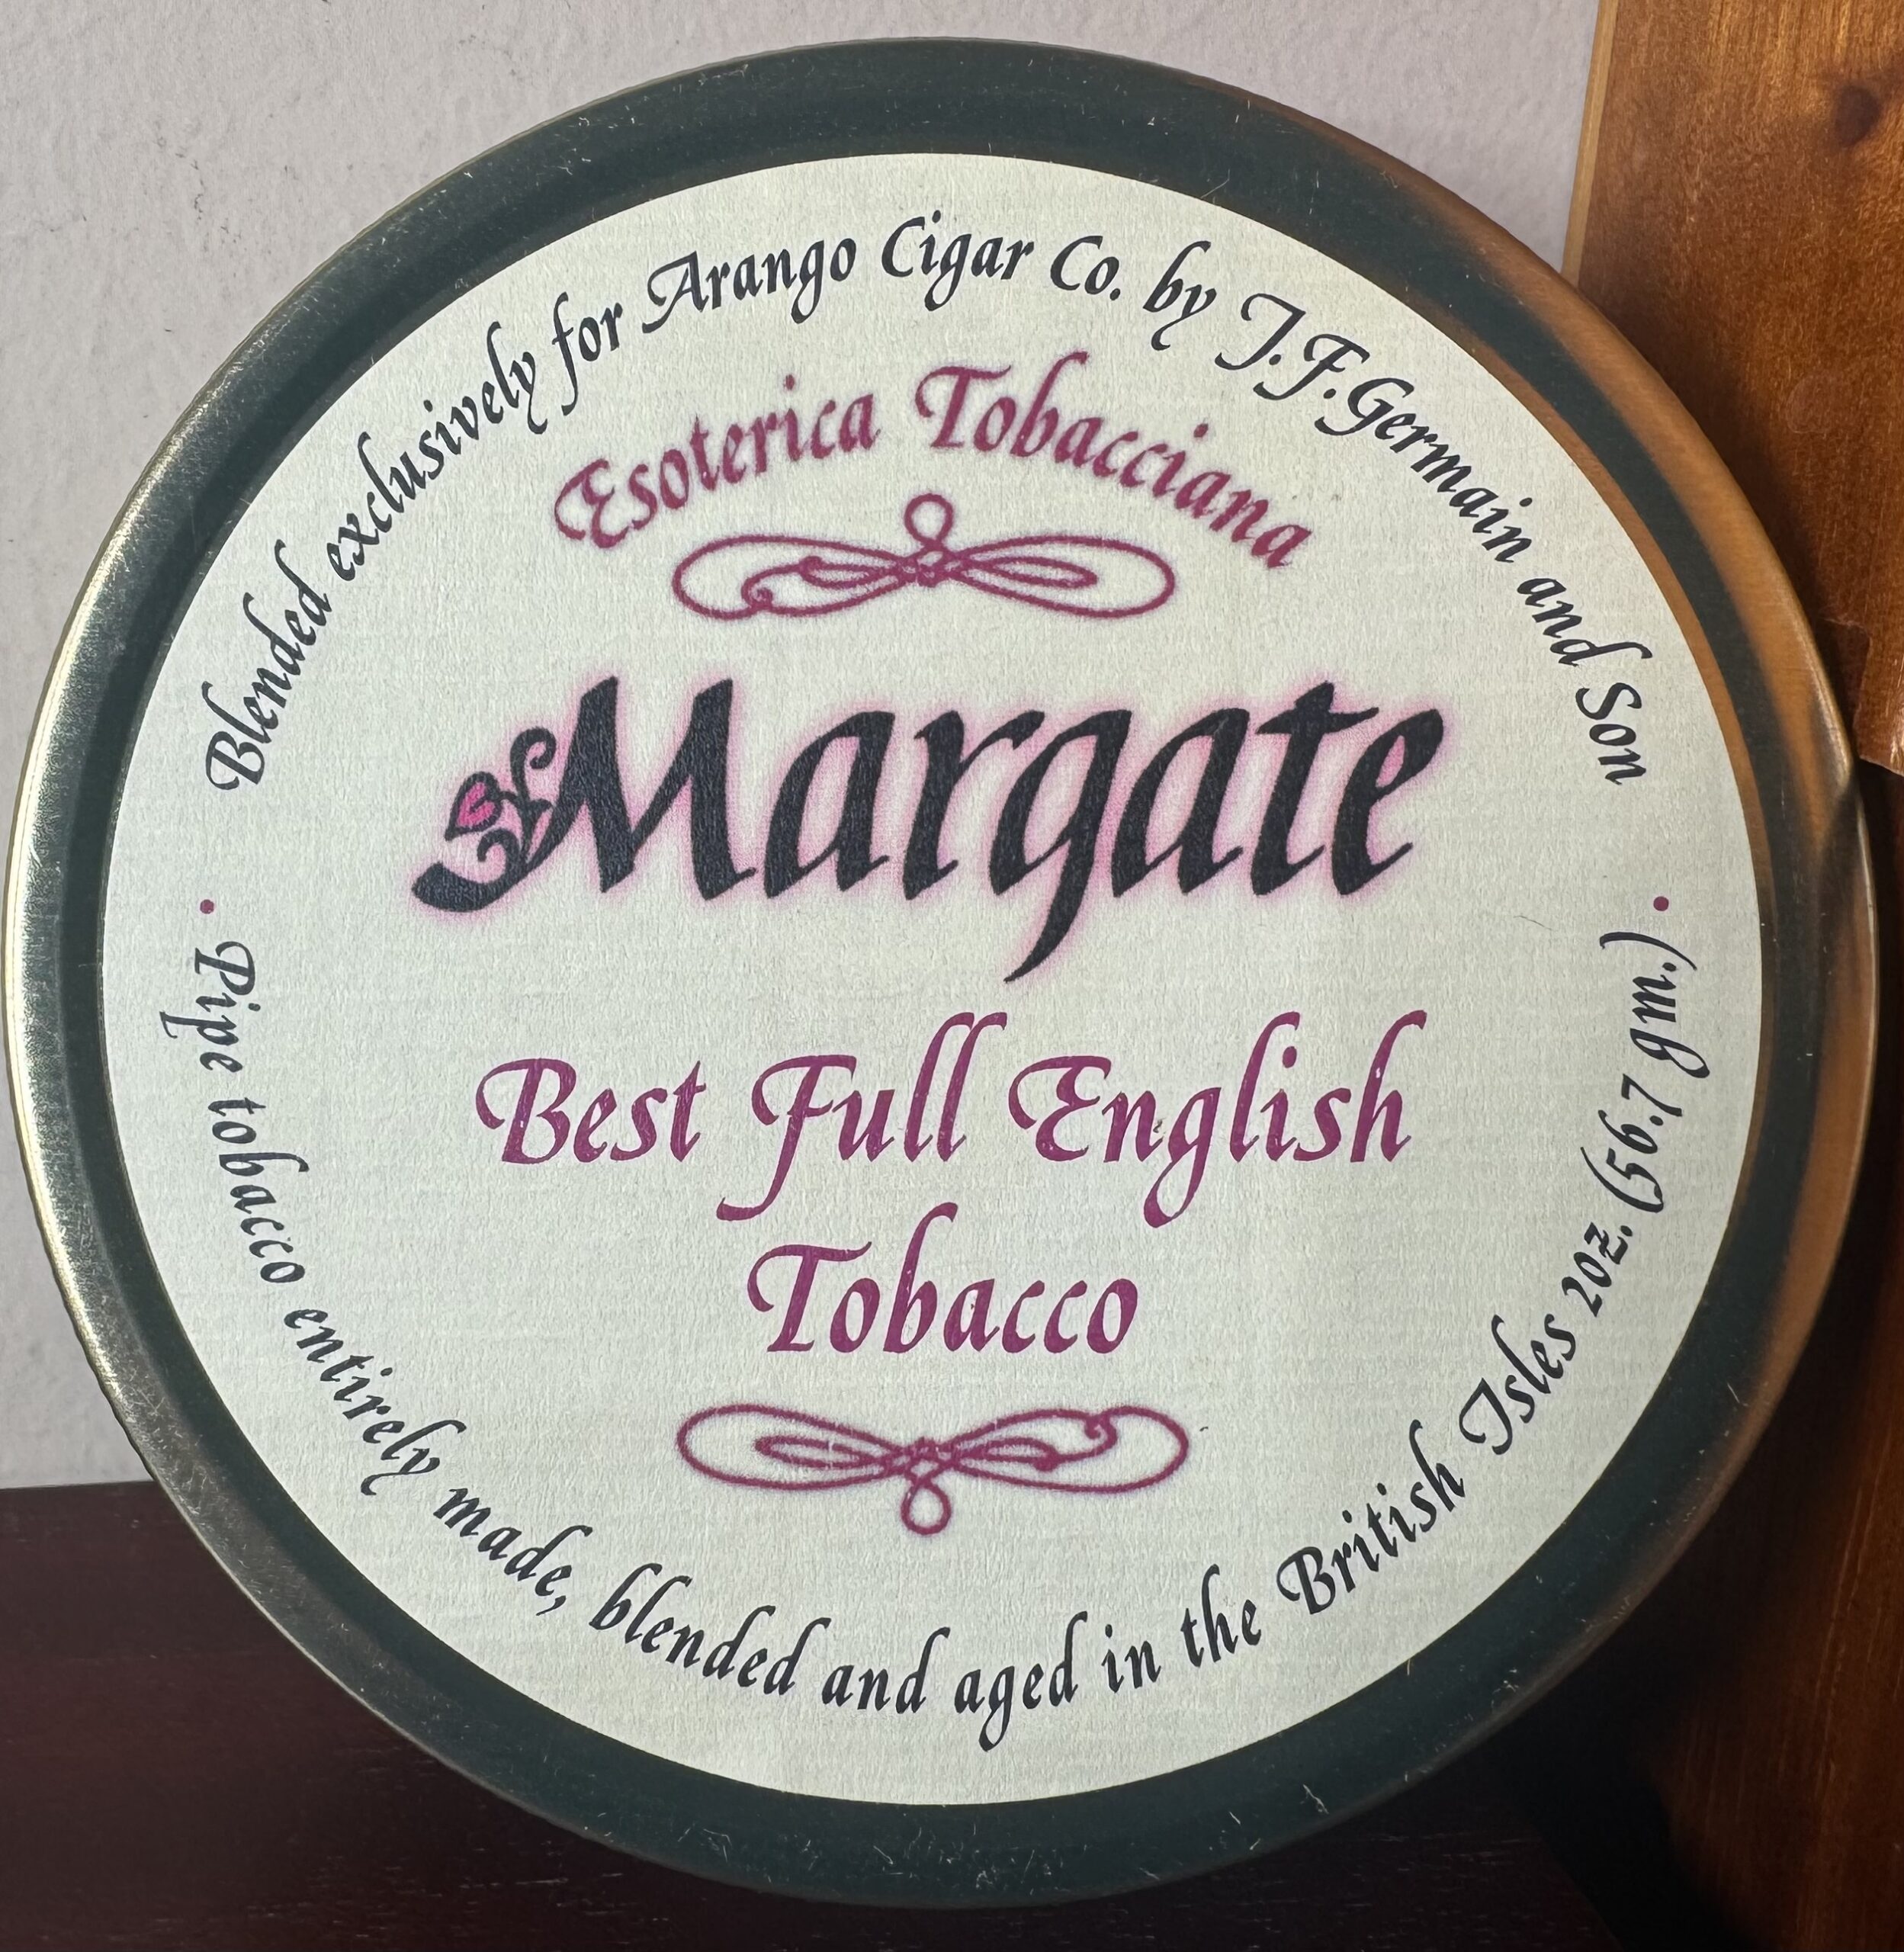 Blended exclusively for Arango Cigar Co. by J.F.Germain and Son
Esoterica Tobacciana
Margate
Best Full English
Tobacco
• Pipe tobacco entirely made, blended and aged in the British Isles 2oz. (56.7 gm.) •